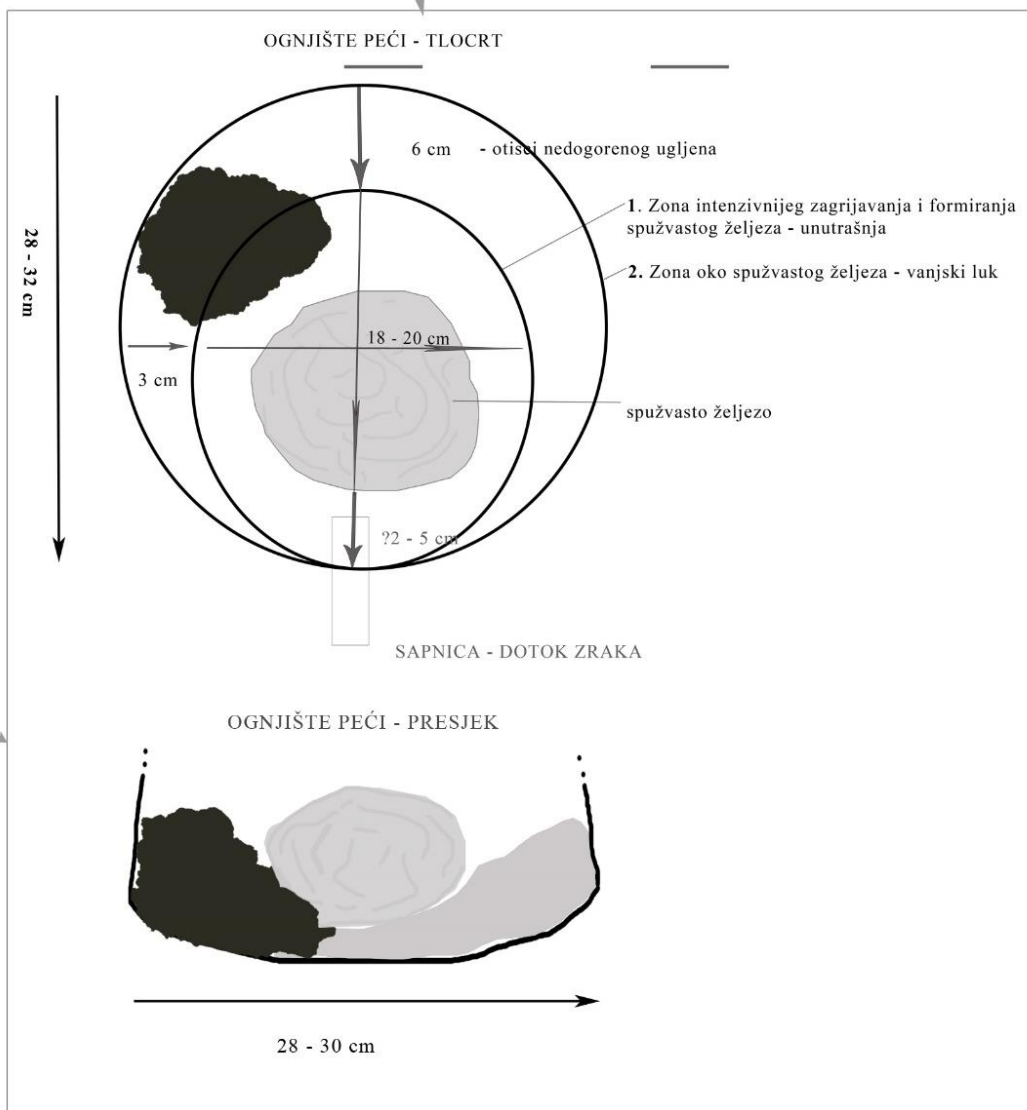 OGNJIŠTE PEĆI - TLOCRT
6 cm - otisci nedogorenog ugljena
1. Zona intenzivnijeg zagrijavanja i formiranja
spužvastog željeza - unutrašnja
28 - 32 cm
2. Zona oko spužvastog željeza - vanjski luk
18 - 20 cm
3 cm
spužvasto željezo
?2 - 5 cm
SAPNICA - DOTOK ZRAKA
OGNJIŠTE PEĆI - PRESJEK
28 - 30 cm